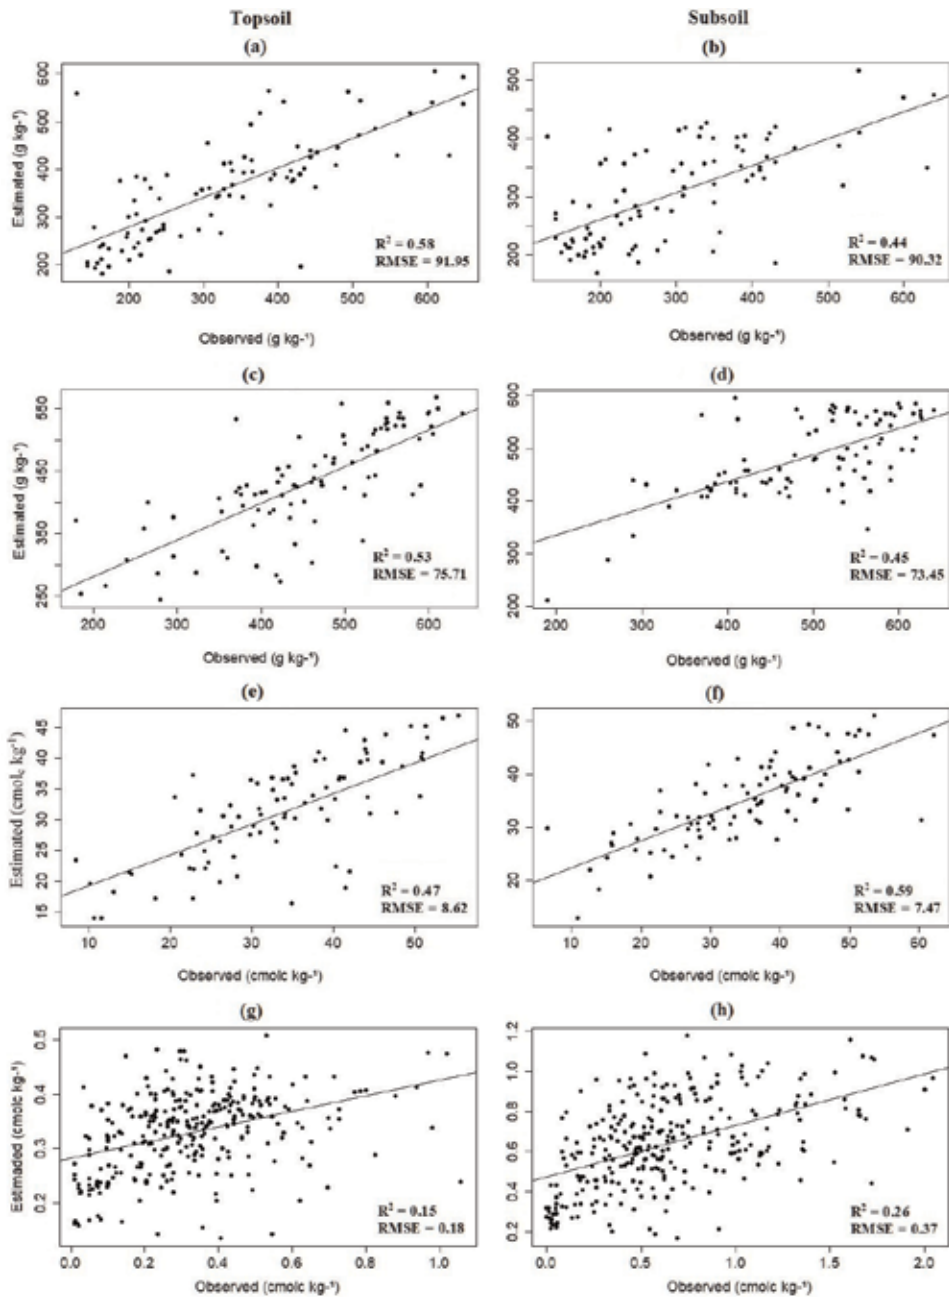 Topsoil
Subsoil
(a)
(b)
Estimated (g kg-¹)
600
500
400
300
200
R² = 0.58
RMSE = 91.95
200
300
400
500
600
Observed (g kg-¹)
Estimated (g kg-¹)
500
400
300
200
R² = 0.44
RMSE = 90.32
200
300
400
500
600
Observed (g kg-¹)
(c)
(d)
Estimated (g kg-¹)
550
450
350
250
R² = 0.53
RMSE = 75.71
200
300
400
500
600
Observed (g kg-¹)
600
500
400
300
200
R² = 0.45
RMSE = 73.45
200
300
400
500
600
Observed (g kg-¹)
(e)
(f)
Estimated (cmolc kg-¹)
45
40
35
30
25
20
15
R² = 0.47
RMSE = 8.62
10
20
30
40
50
Observed (cmolc kg-¹)
50
40
30
20
R² = 0.59
RMSE = 7.47
10
20
30
40
50
60
Observed (cmolc kg-¹)
(g)
(h)
Estimaded (cmolc kg-¹)
0.5
0.4
0.3
0.2
R² = 0.15
RMSE = 0.18
0.0
0.2
0.4
0.6
0.8
1.0
Observed (cmolc kg-¹)
1.2
1.0
0.8
0.6
0.4
0.2
R² = 0.26
RMSE = 0.37
0.0
0.5
1.0
1.5
2.0
Observed (cmolc kg-¹)